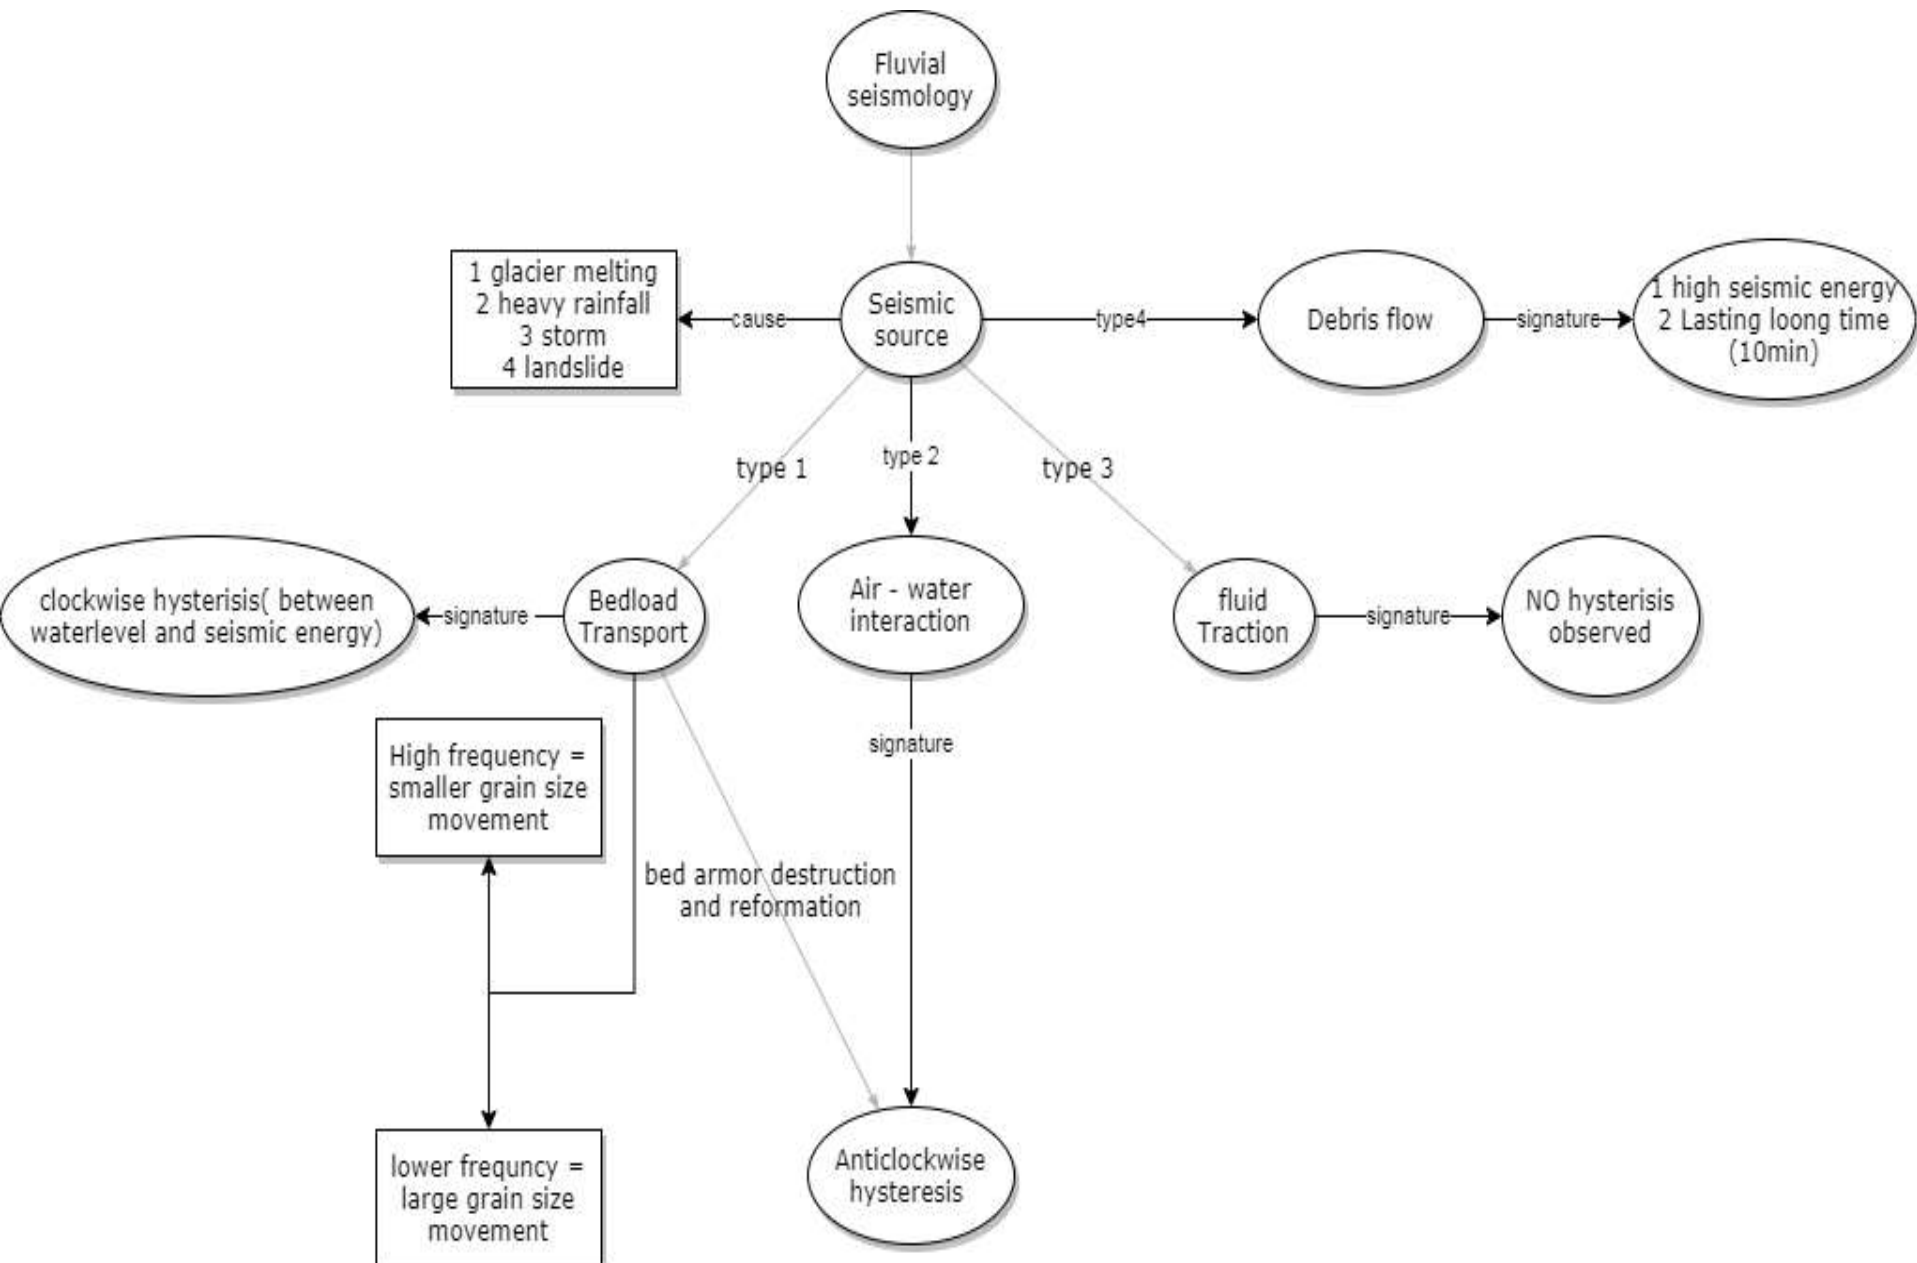 Fluvial
seismology
1 glacier melting
2 heavy rainfall
3 storm
4 landslide
cause
Seismic
source
type4
Debris flow
signature
1 high seismic energy
2 Lasting loong time
(10min)
type 1
type 2
type 3
clockwise hysterisis( between
waterlevel and seismic energy)
signature
Bedload
Transport
Air - water
interaction
fluid
Traction
signature
NO hysterisis
observed
High frequency =
smaller grain size
movement
signature
bed armor destruction
and reformation
lower frequncy =
large grain size
movement
Anticlockwise
hysteresis